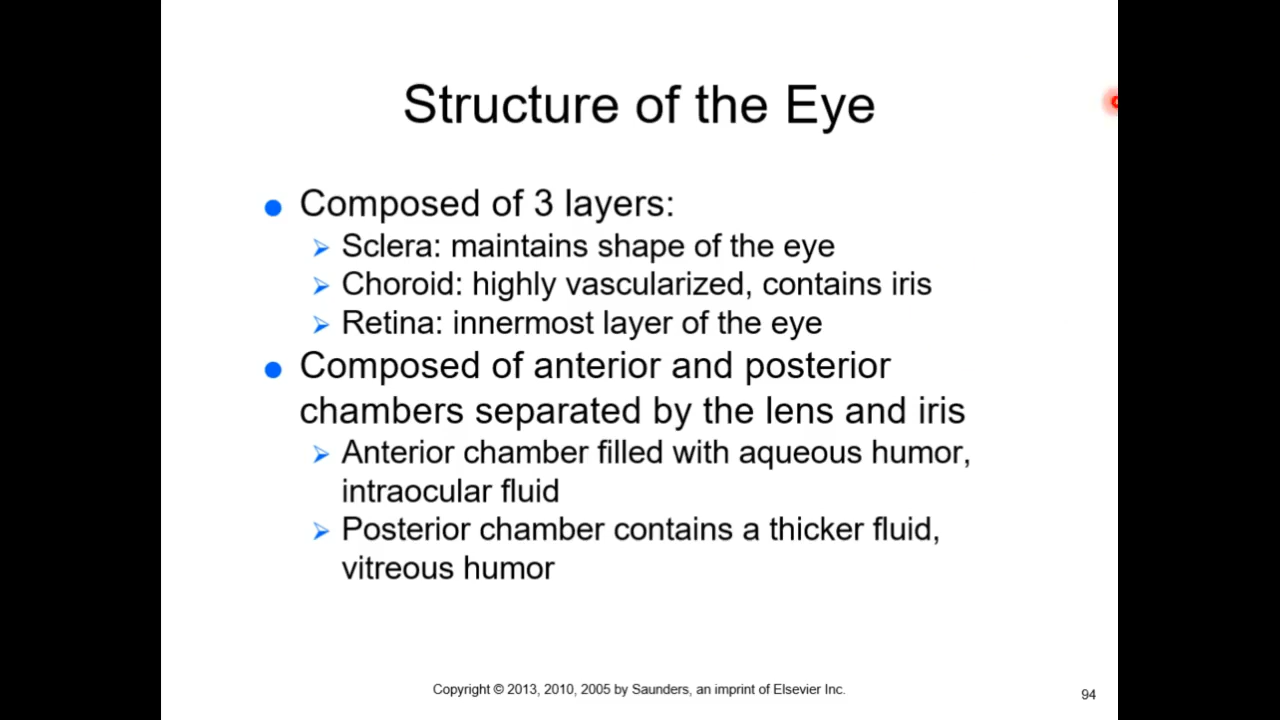 Structure of the Eye
Composed of 3 layers:
Sclera: maintains shape of the eye
Choroid: highly vascularized, contains iris
Retina: innermost layer of the eye
Composed of anterior and posterior
chambers separated by the lens and iris
Anterior chamber filled with aqueous humor,
intraocular fluid
Posterior chamber contains a thicker fluid,
vitreous humor
Copyright © 2013, 2010, 2005 by Saunders, an imprint of Elsevier Inc.
94